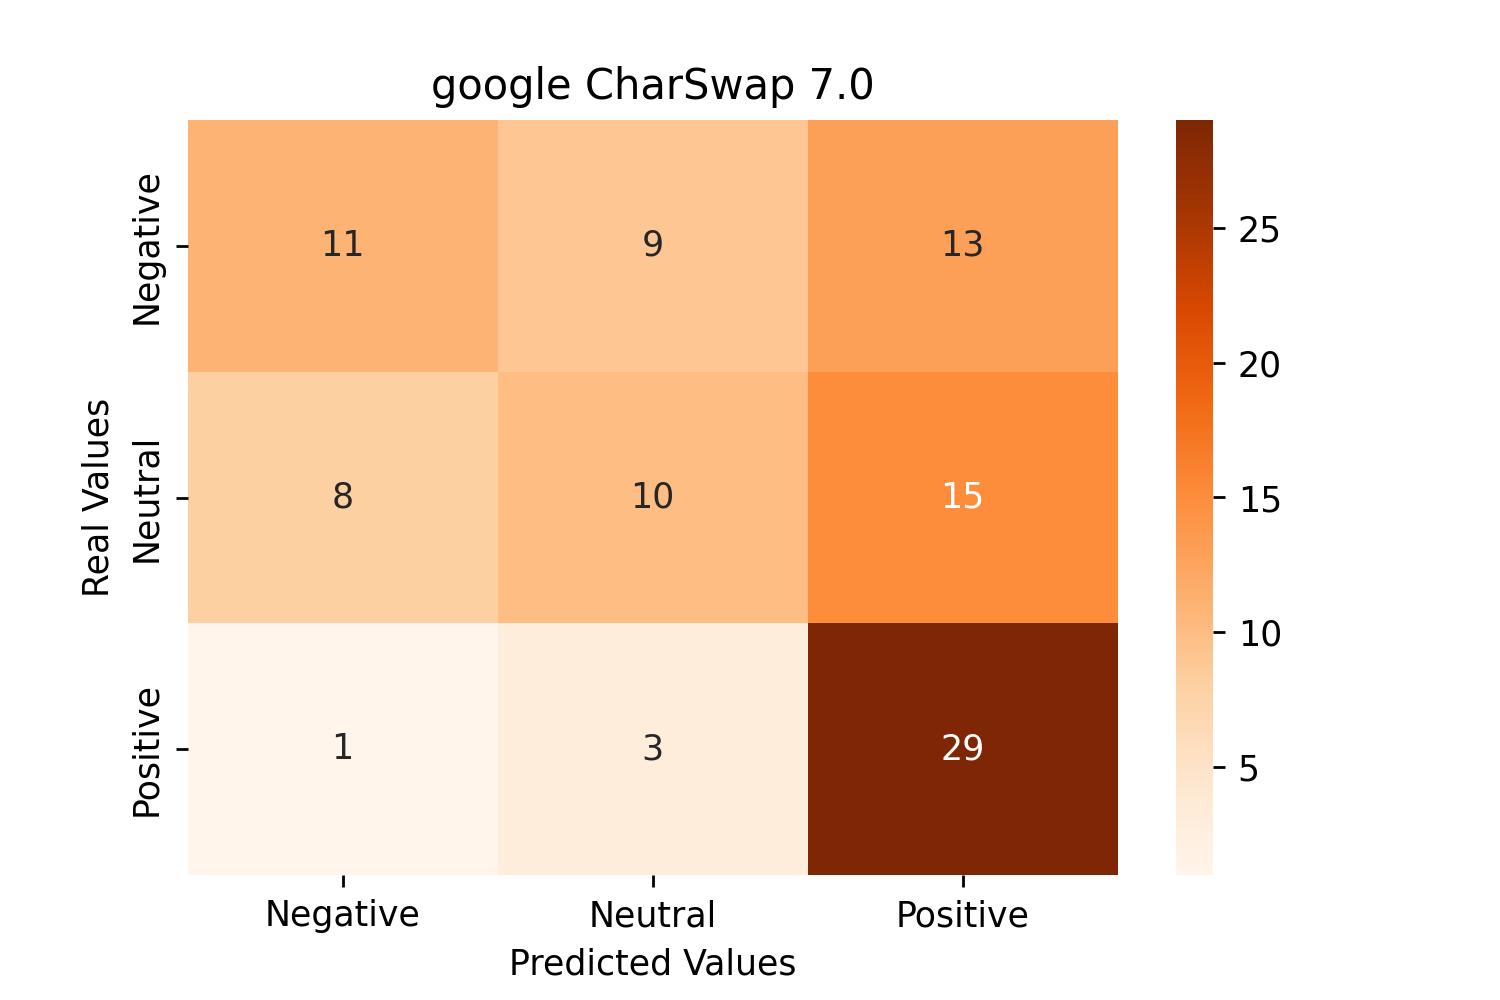 google CharSwap 7.0
Real Values
Negative
11 9 13
Neutral
8 10 15
Positive
1 3 29
Negative Neutral Positive
Predicted Values
25
20
15
10
5